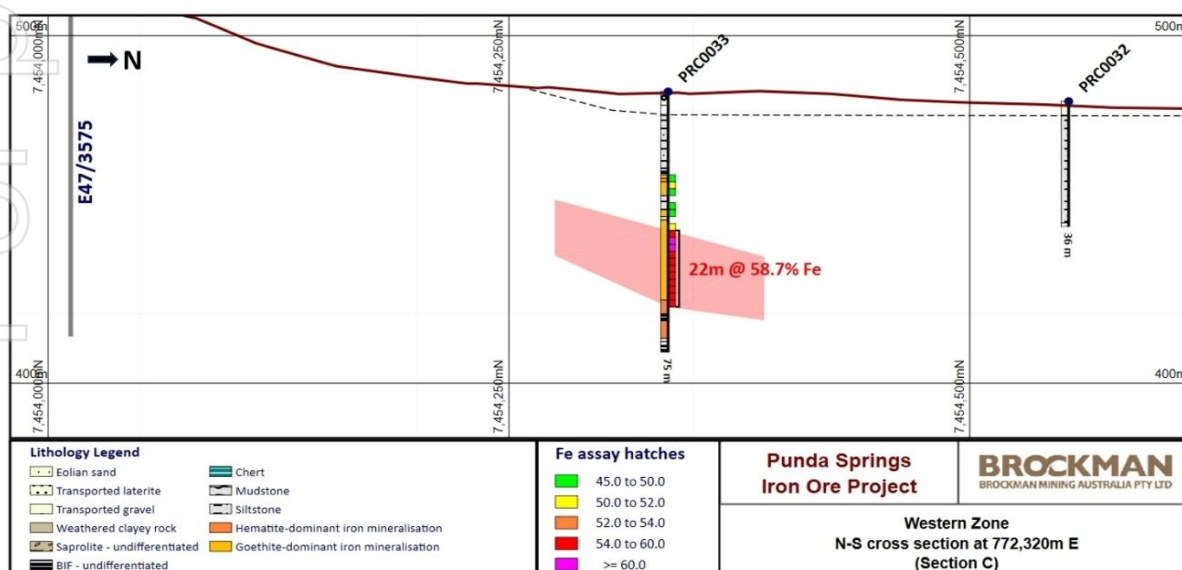 500m
500m
7,454,000mN
7,454,250mN
7,454,500mN
N
PRC0033
PRC0032
E47/3575
22m @ 58.7% Fe
36 m
75 m
7,454,000mN
7,454,250mN
7,454,500mN
400m
400m
Lithology Legend
Eolian sand
Transported laterite
Transported gravel
Weathered clayey rock
Saprolite - undifferentiated
BIF - undifferentiated
Chert
Mudstone
Siltstone
Hematite-dominant iron mineralisation
Goethite-dominant iron mineralisation
Fe assay hatches
45.0 to 50.0
50.0 to 52.0
52.0 to 54.0
54.0 to 60.0
>= 60.0
Punda Springs
Iron Ore Project
BROCKMAN
BROCKMAN MINING AUSTRALIA PTY LTD
Western Zone
N-S cross section at 772,320m E
(Section C)